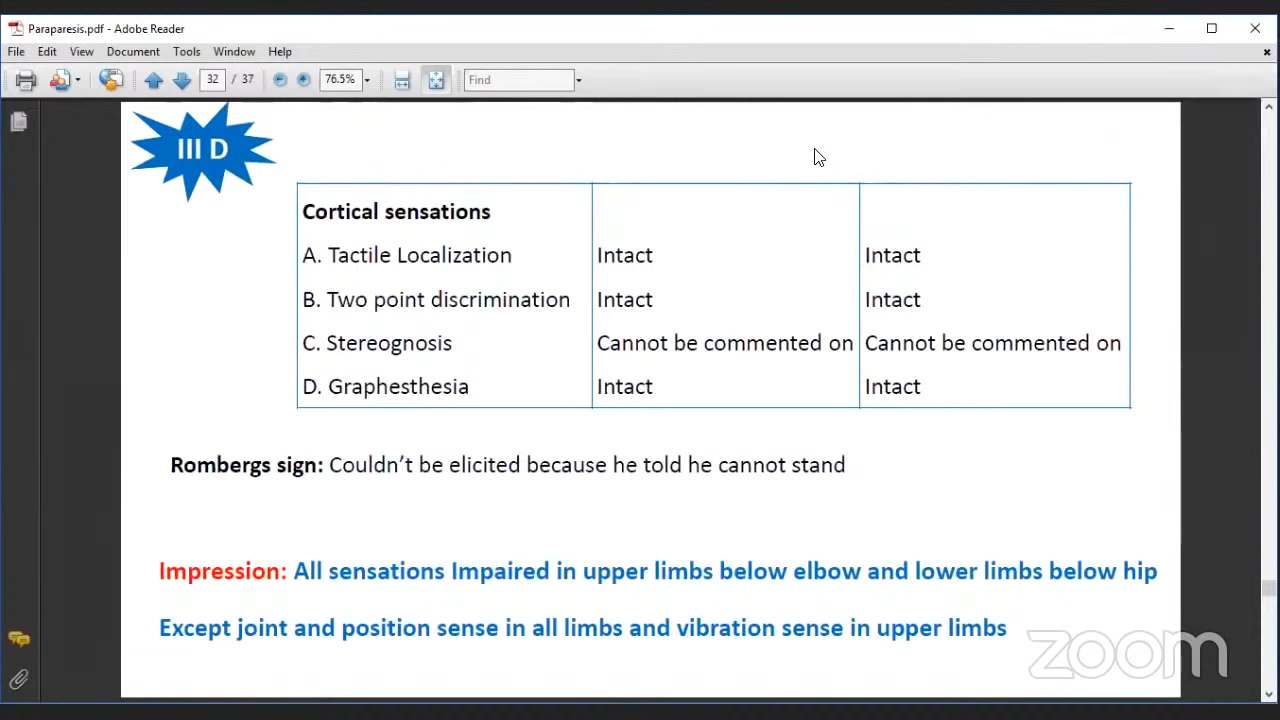 Paraparesis.pdf - Adobe Reader
File Edit View Document Tools Window Help
32 / 37 76.5% Find
III D
Cortical sensations
A. Tactile Localization Intact Intact
B. Two point discrimination Intact Intact
C. Stereognosis Cannot be commented on Cannot be commented on
D. Graphesthesia Intact Intact
Rombergs sign: Couldn't be elicited because he told he cannot stand
Impression: All sensations Impaired in upper limbs below elbow and lower limbs below hip
Except joint and position sense in all limbs and vibration sense in upper limbs
zoom